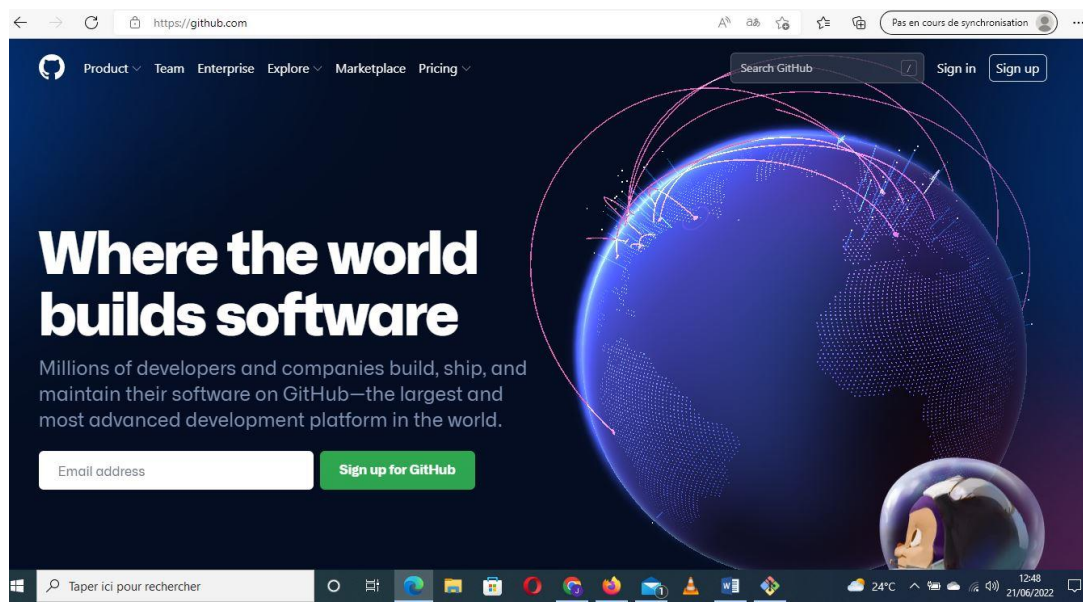 https://github.com
Pas en cours de synchronisation
Product Team Enterprise Explore Marketplace Pricing
Search GitHub /
Sign in
Sign up
Where the world
builds software
Millions of developers and companies build, ship, and
maintain their software on GitHub—the largest and
most advanced development platform in the world.
Email address
Sign up for GitHub
Taper ici pour rechercher
24°C
12:48
21/06/2022